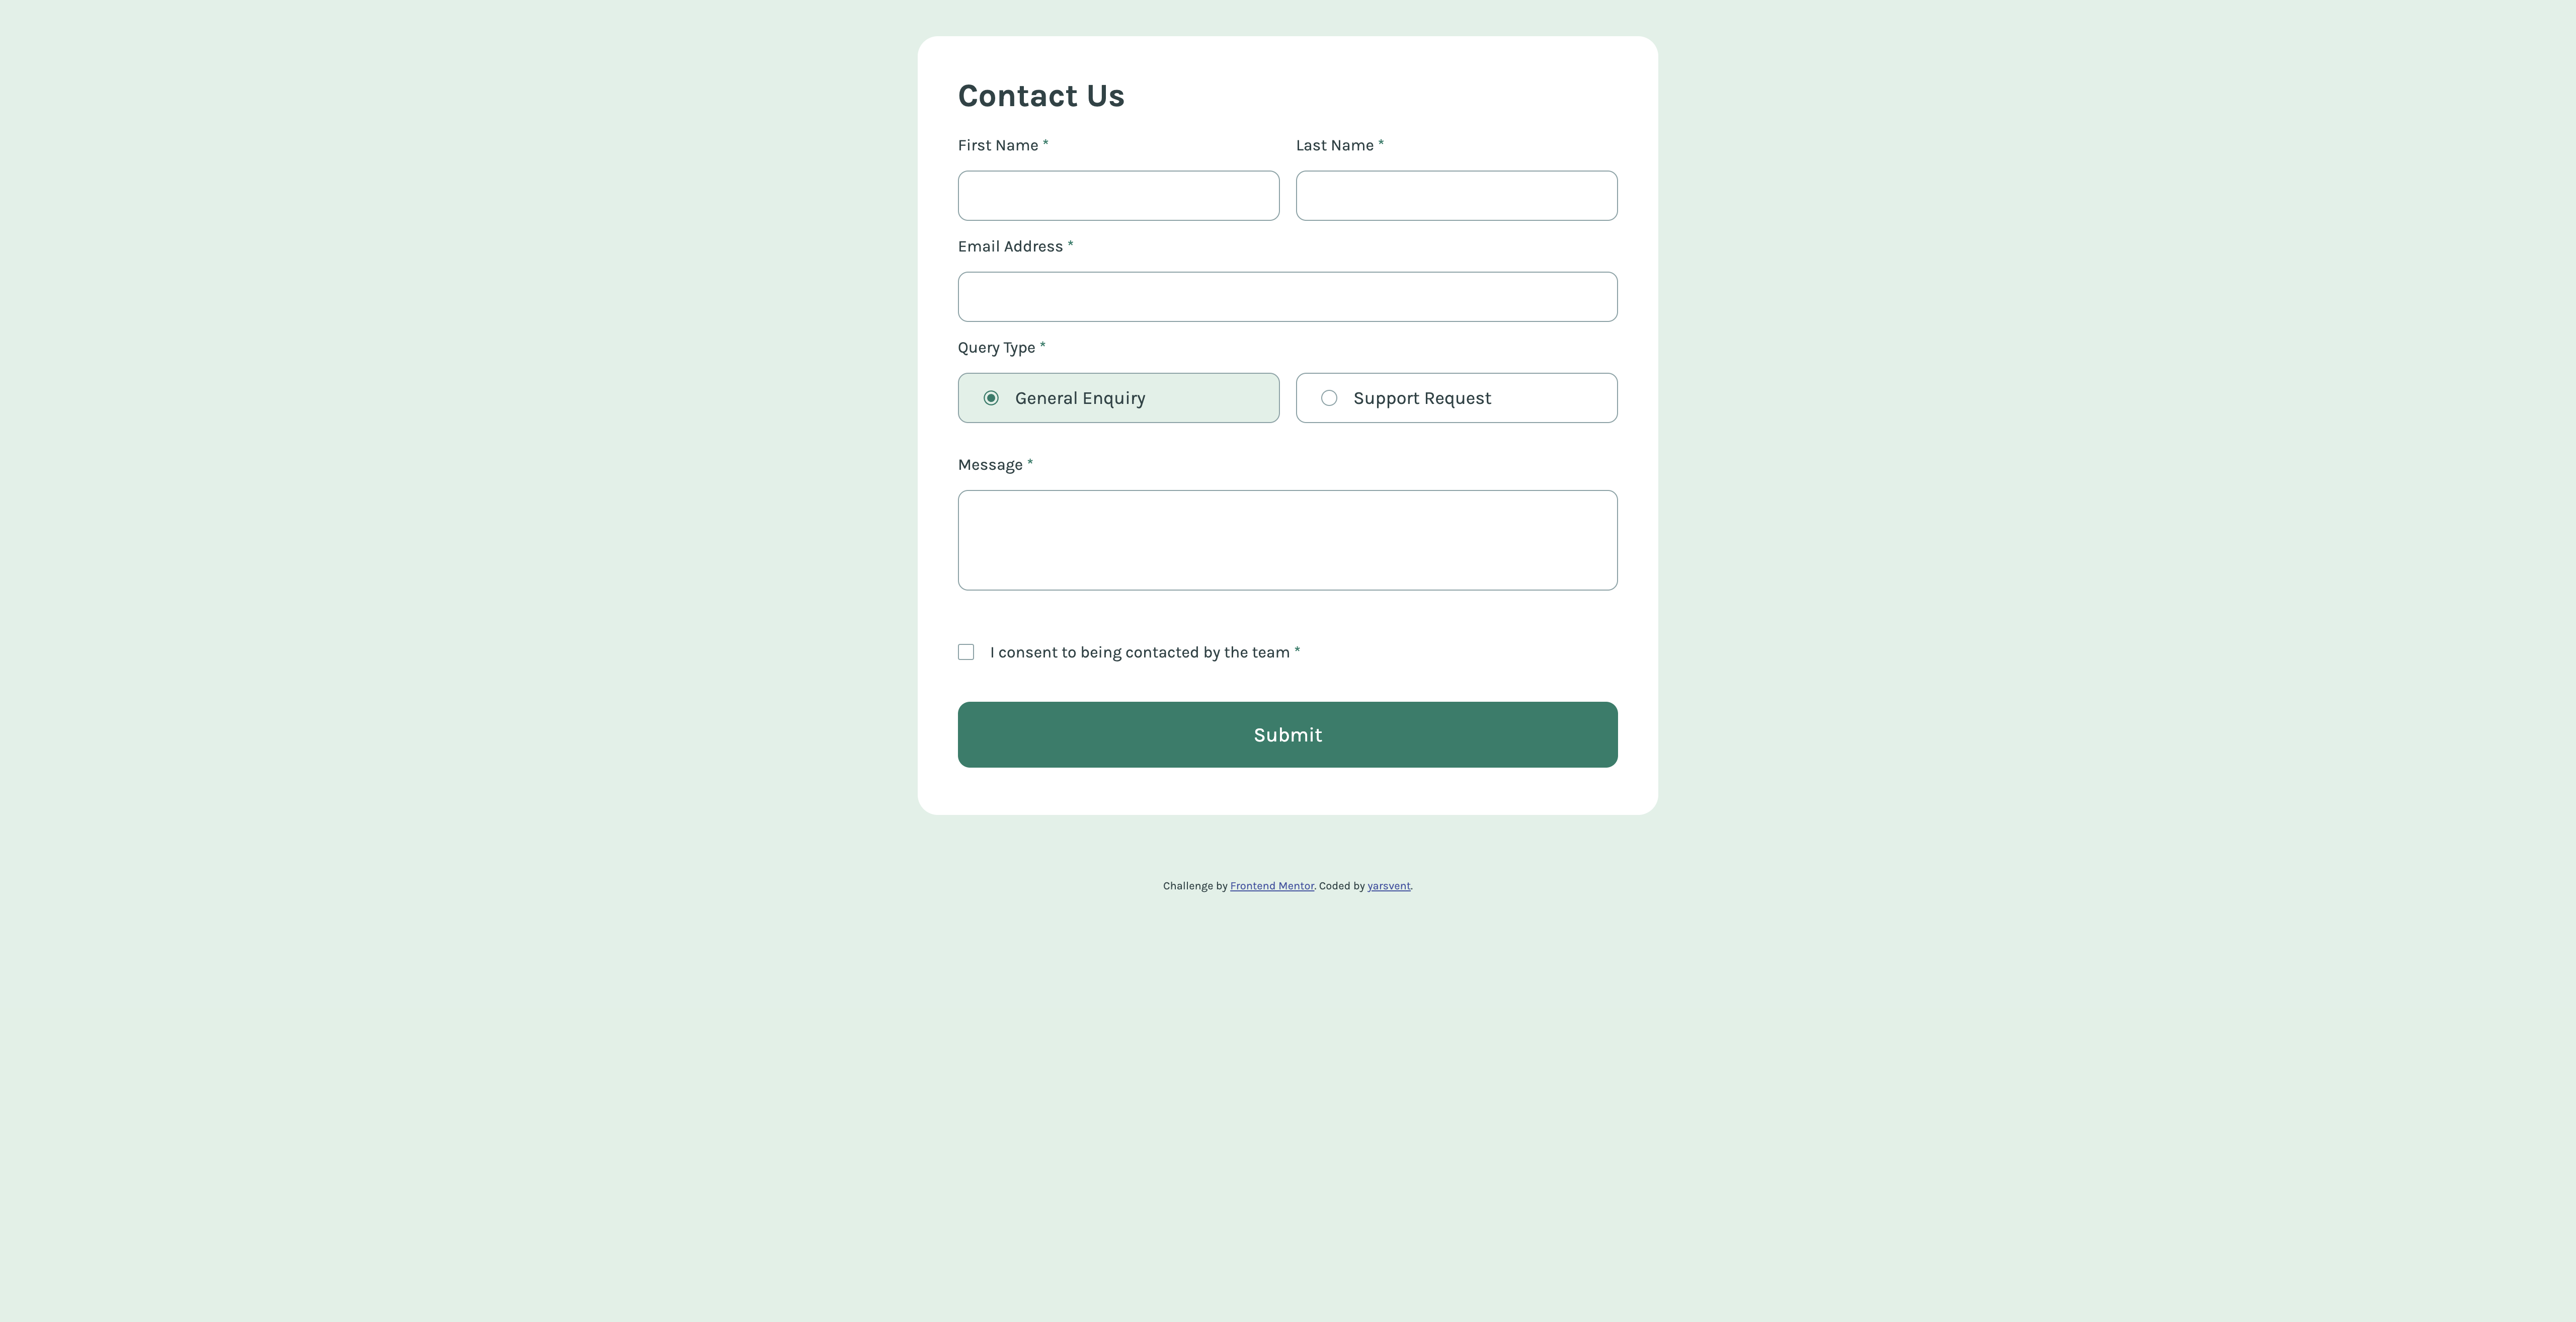 Contact Us
First Name * Last Name *
Email Address *
Query Type *
General Enquiry Support Request
Message *
I consent to being contacted by the team *
Submit
Challenge by Frontend Mentor. Coded by yarsvent.